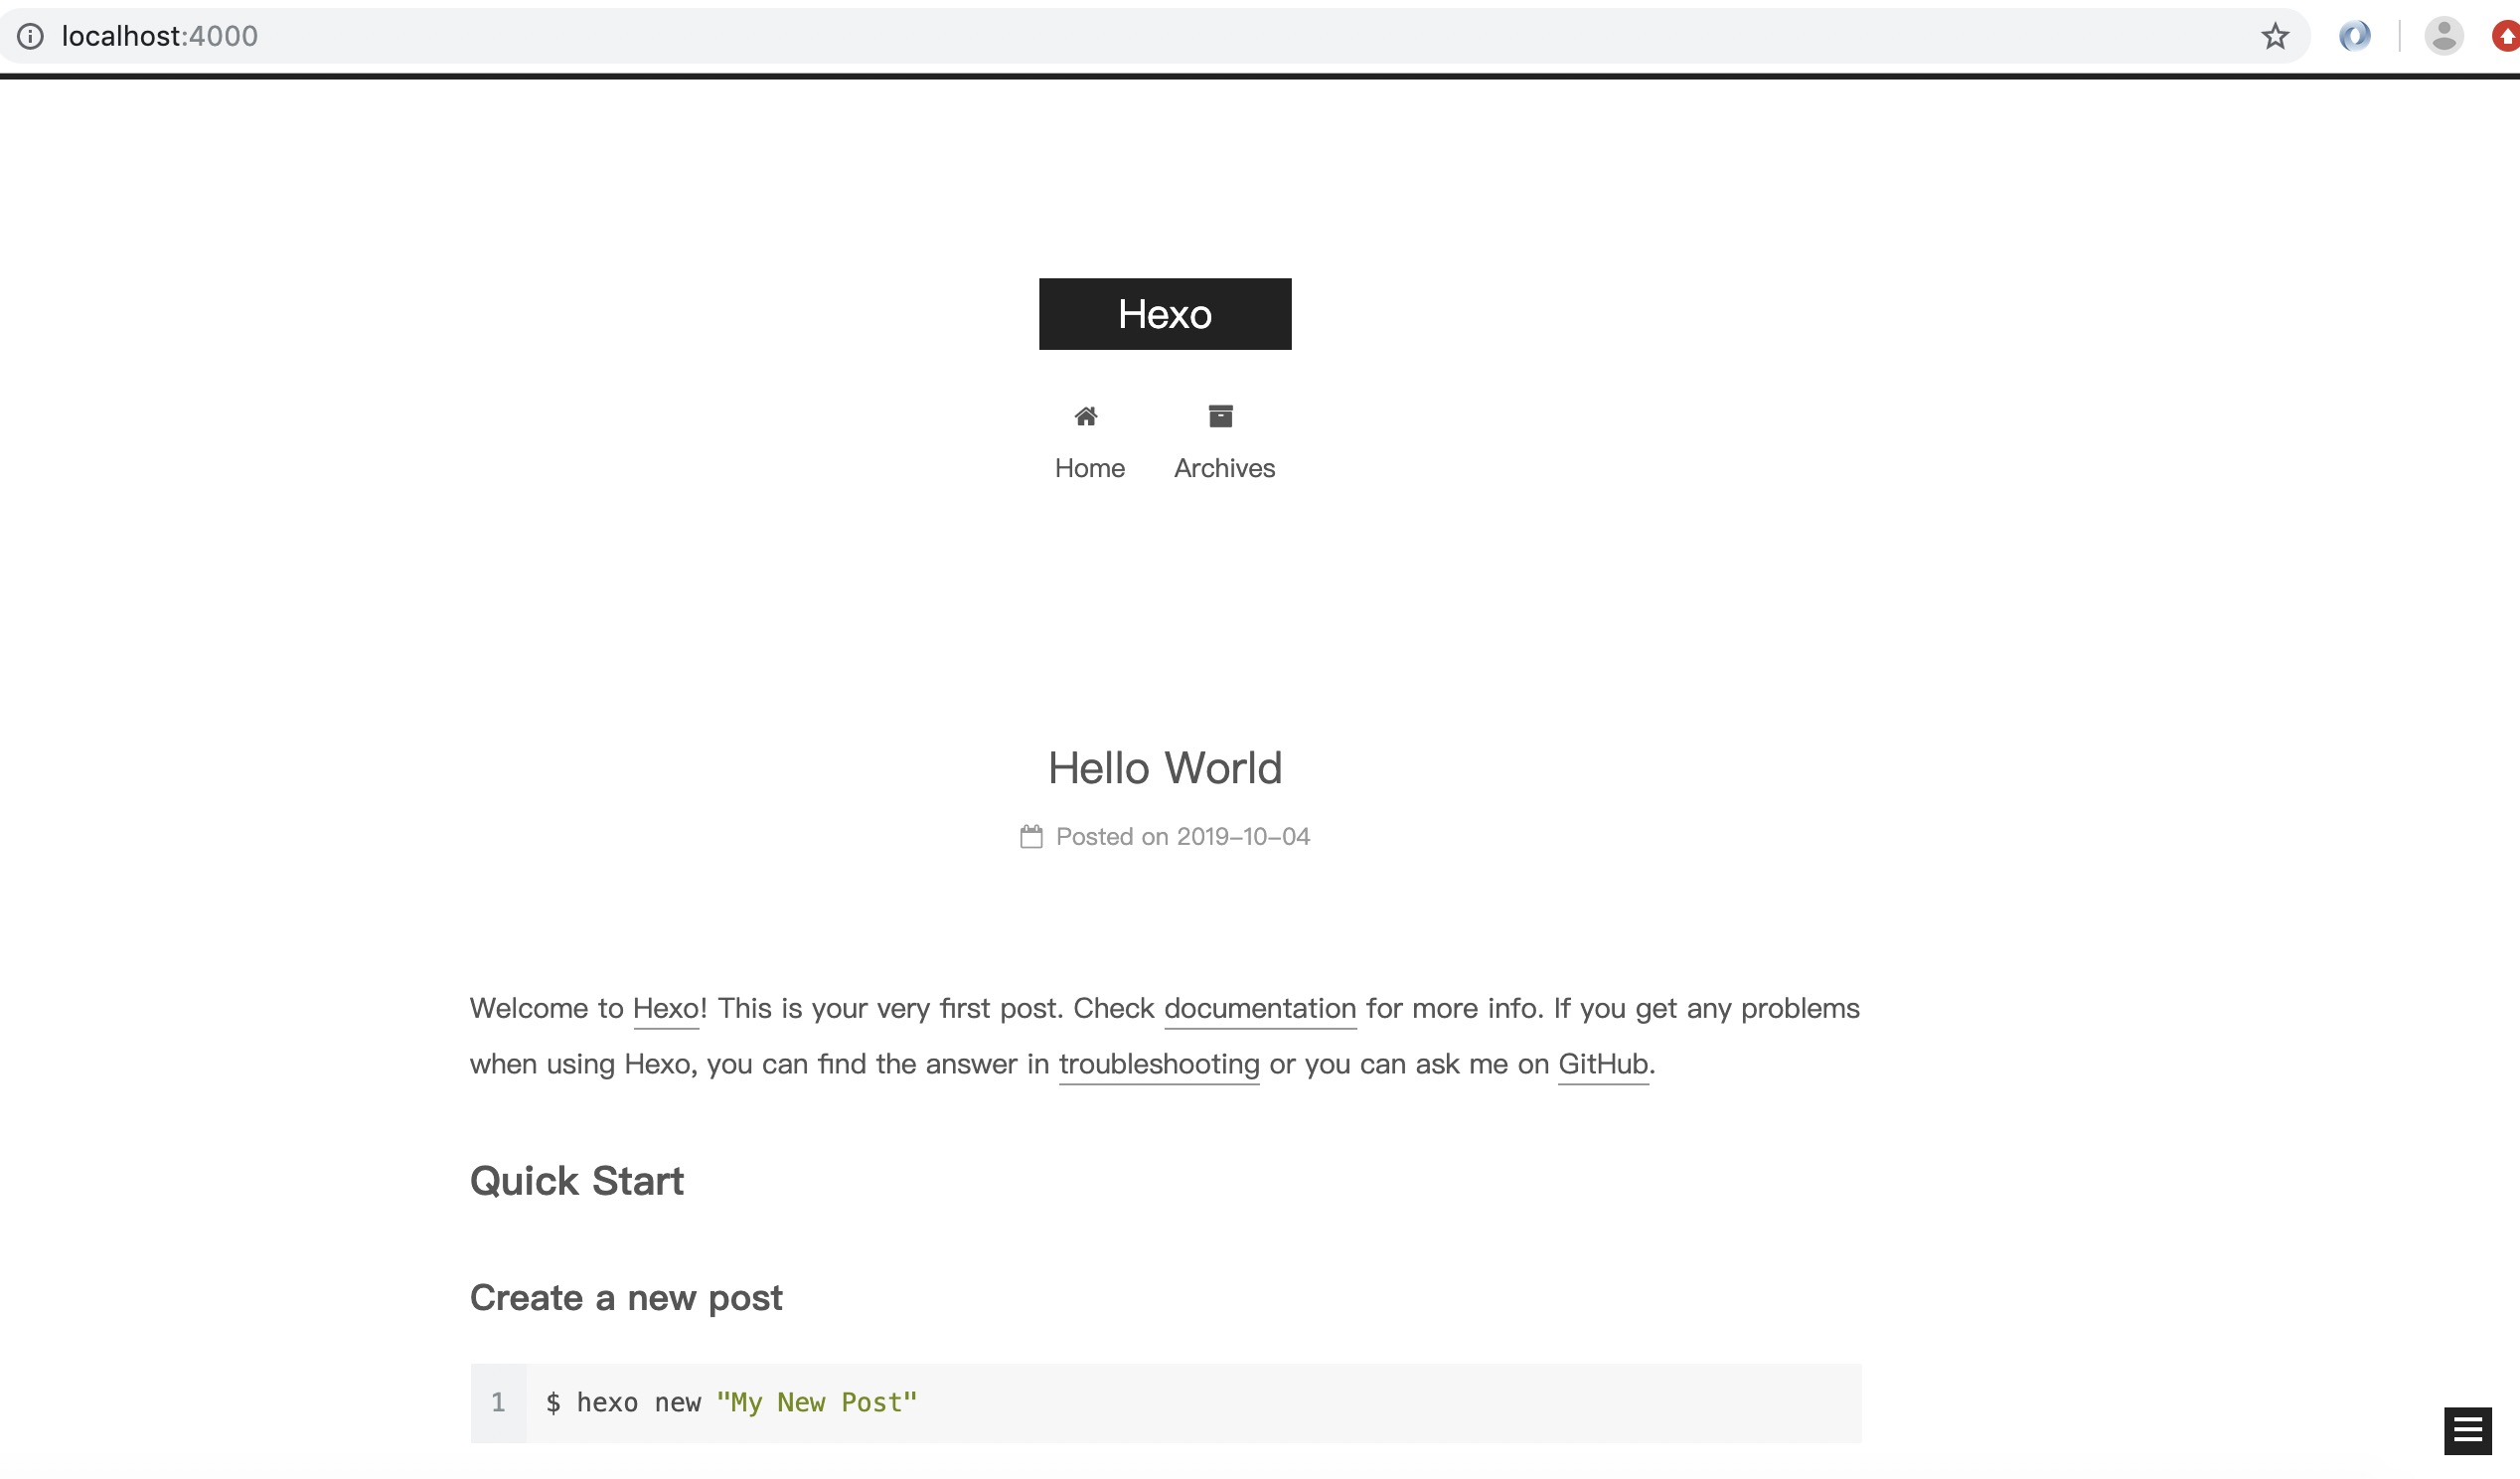 localhost:4000
Hexo
Home Archives
Hello World
Posted on 2019-10-04
Welcome to Hexo! This is your very first post. Check documentation for more info. If you get any problems
when using Hexo, you can find the answer in troubleshooting or you can ask me on GitHub.
Quick Start
Create a new post
1 $ hexo new "My New Post"